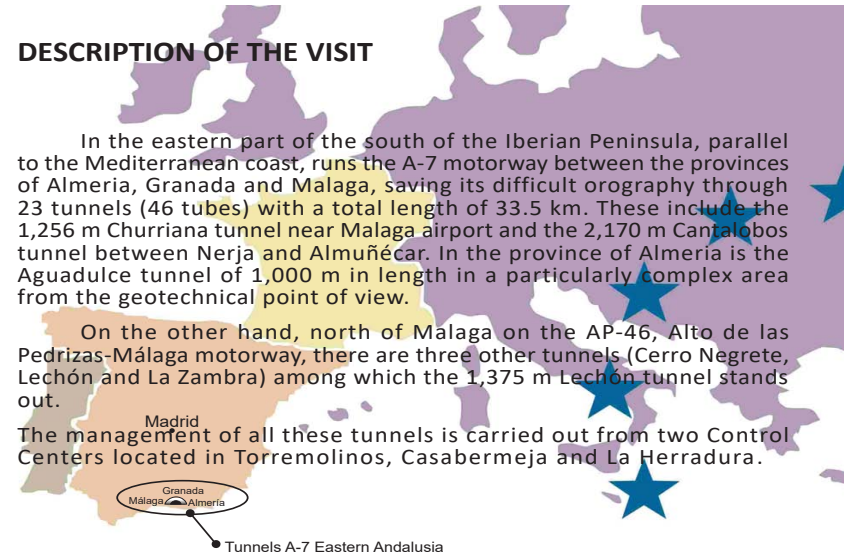 DESCRIPTION OF THE VISIT
In the eastern part of the south of the Iberian Peninsula, parallel
to the Mediterranean coast, runs the A-7 motorway between the provinces
of Almeria, Granada and Malaga, saving its difficult orography through
23 tunnels (46 tubes) with a total length of 33.5 km. These include the
1,256 m Churriana tunnel near Malaga airport and the 2,170 m Cantalobos
tunnel between Nerja and Almuñécar. In the province of Almeria is the
Aguadulce tunnel of 1,000 m in length in a particularly complex area
from the geotechnical point of view.
On the other hand, north of Malaga on the AP-46, Alto de las
Pedrizas-Málaga motorway, there are three other tunnels (Cerro Negrete,
Lechón and La Zambra) among which the 1,375 m Lechón tunnel stands
out.
Madrid
The management of all these tunnels is carried out from two Control
Centers located in Torremolinos, Casabermeja and La Herradura.
Granada
Málaga Almería
Tunnels A-7 Eastern Andalusia